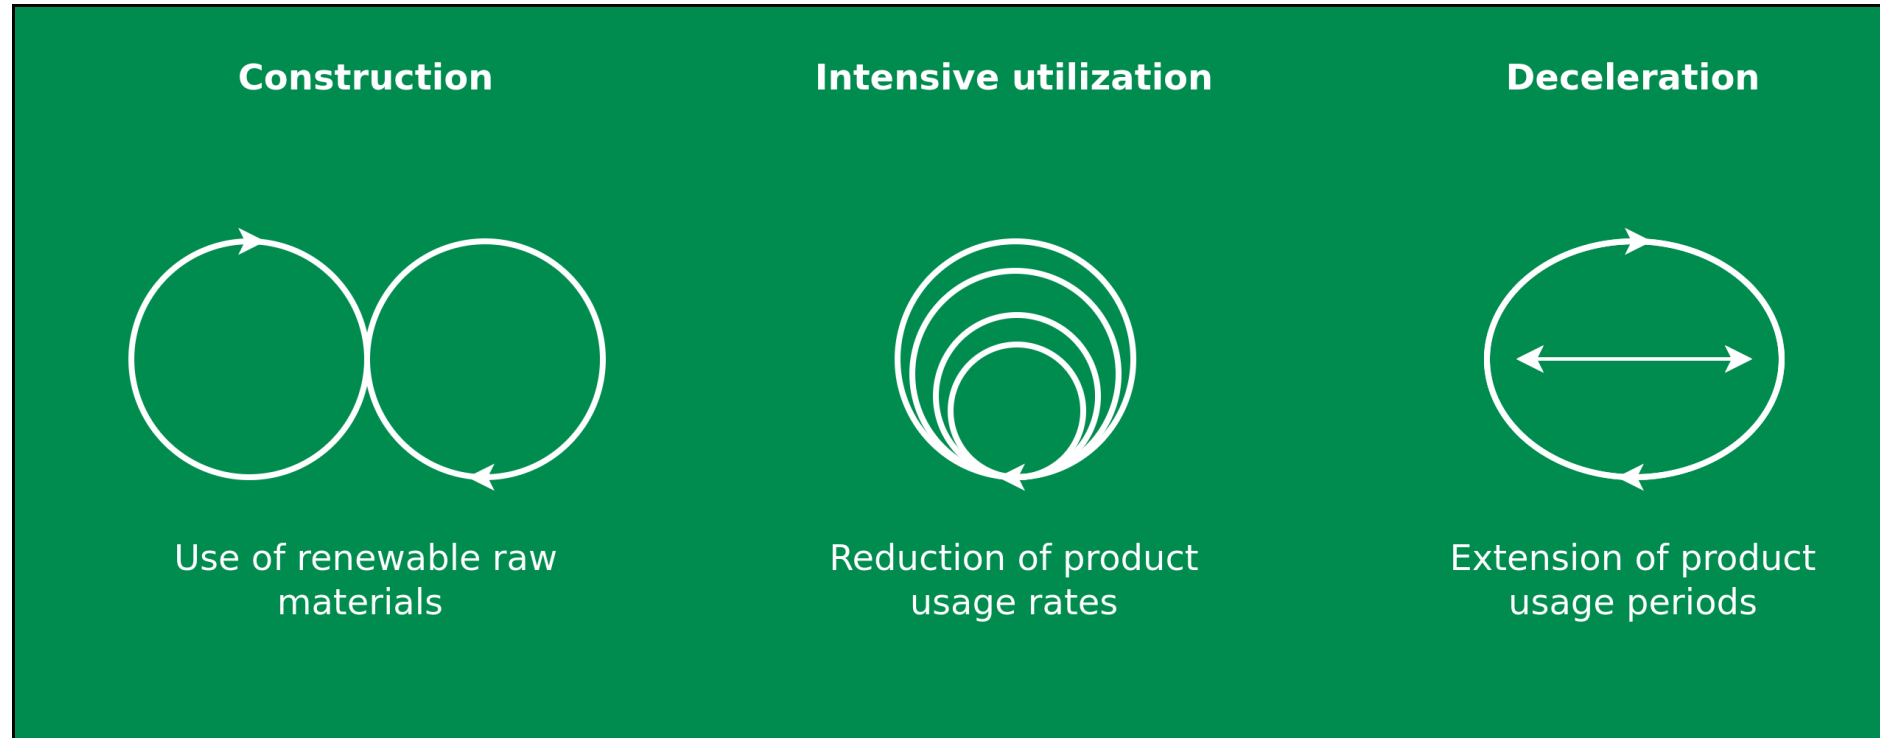 Construction
Intensive utilization
Deceleration
Use of renewable raw
materials
Reduction of product
usage rates
Extension of product
usage periods